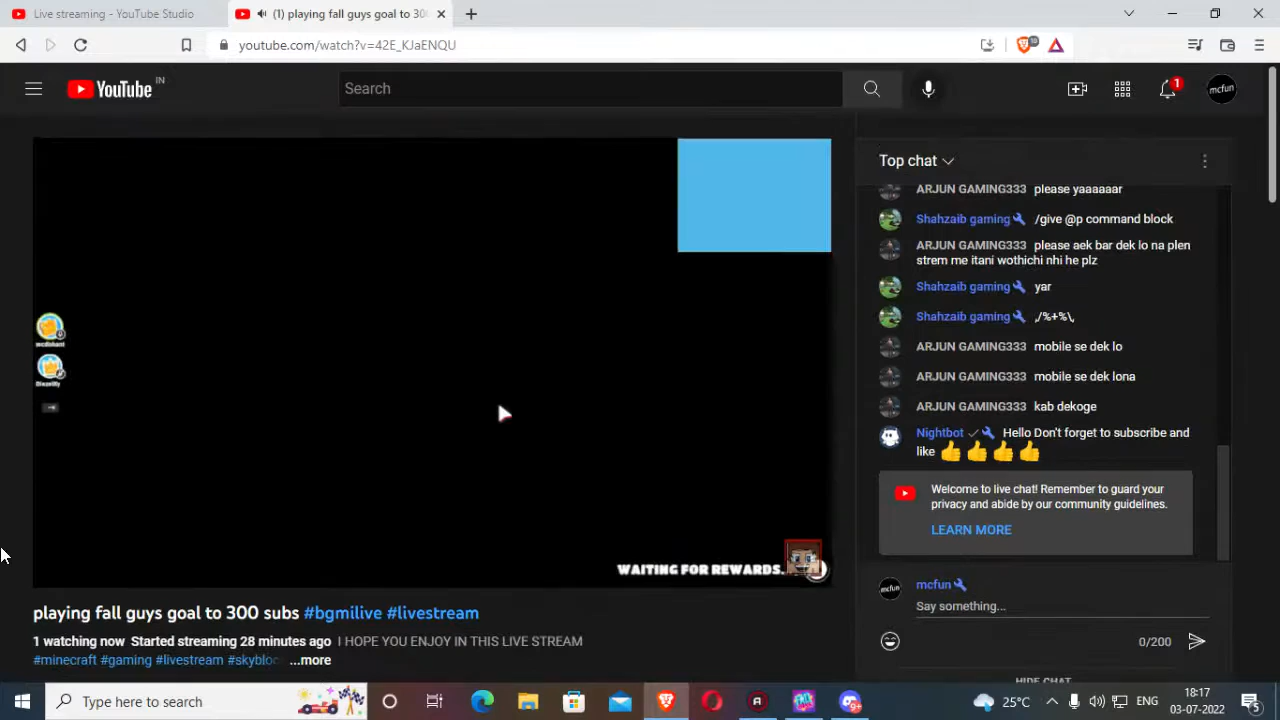 Live streaming - YouTube Studio
(1) playing fall guys goal to 300
youtube.com/watch?v=42E_KJaENQU
YouTube IN
Search
1
mcfun
Top chat
ARJUN GAMING333 please yaaaaaar
Shahzaib gaming /give @p command block
ARJUN GAMING333 please aek bar dek lo na plen
strem me itani wothichi nhi he plz
Shahzaib gaming yar
Shahzaib gaming ,/%+%\,
ARJUN GAMING333 mobile se dek lo
ARJUN GAMING333 mobile se dek lona
ARJUN GAMING333 kab dekoge
Nightbot Hello Don't forget to subscribe and
like 👍👍👍👍
Welcome to live chat! Remember to guard your
privacy and abide by our community guidelines.
LEARN MORE
mcfun
mcfun
Say something...
0/200
HIDE CHAT
WAITING FOR REWARDS.
playing fall guys goal to 300 subs #bgmilive #livestream
1 watching now Started streaming 28 minutes ago I HOPE YOU ENJOY IN THIS LIVE STREAM
#minecraft #gaming #livestream #skybloc ...more
Type here to search
25°C
ENG
18:17
03-07-2022
5